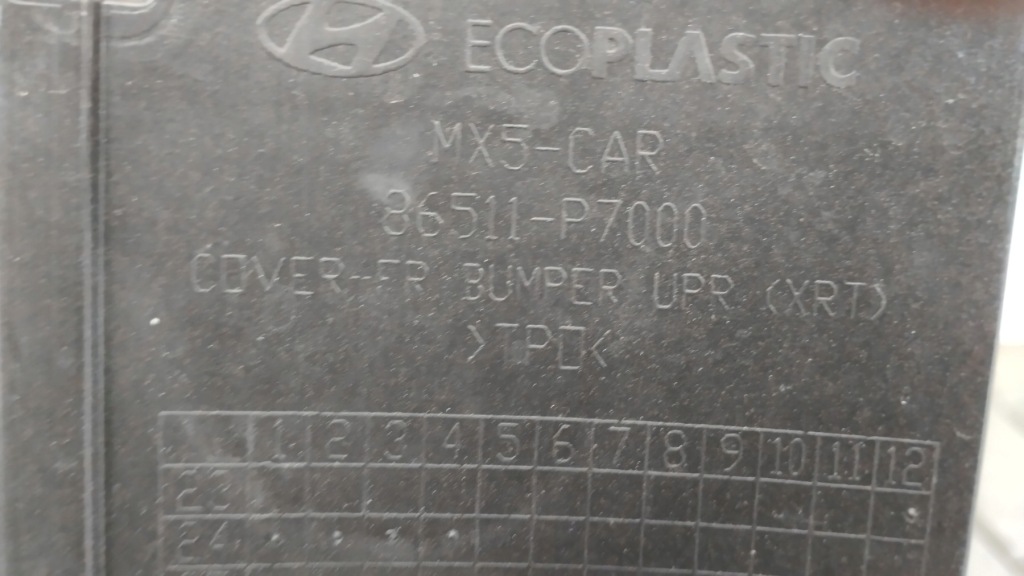 ECOPLASTIC
MX5-CAR
86511-P7000
COVER-FR BUMPER UPR (XRT)
>TPO<
1 2 3 4 5 6 7 8 9 10 11 12
23
24